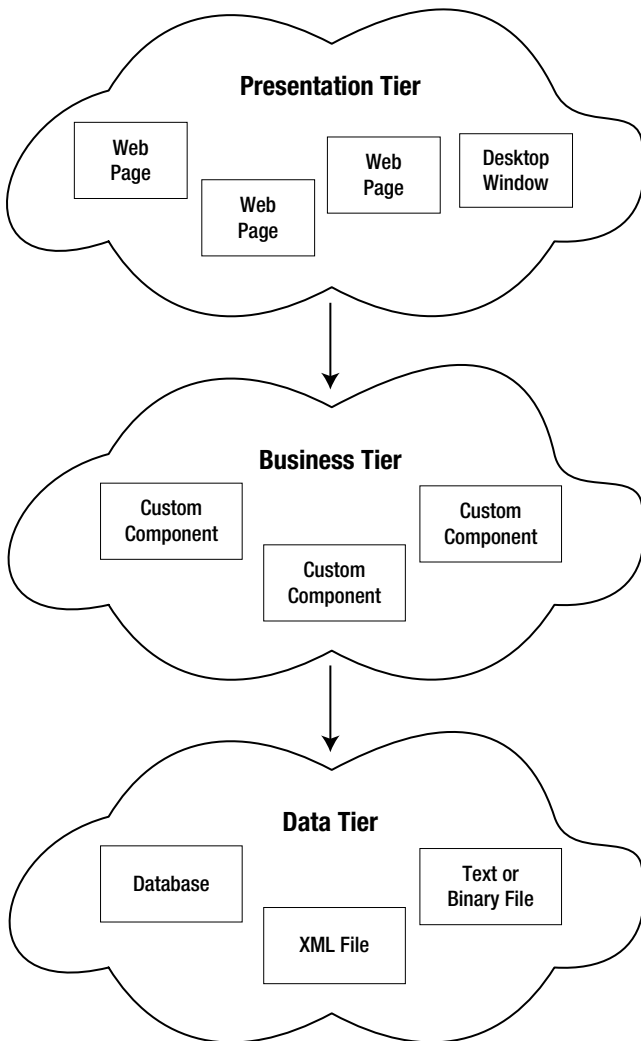 Presentation Tier
Web
Page
Web
Page
Web
Page
Desktop
Window
Business Tier
Custom
Component
Custom
Component
Custom
Component
Data Tier
Database
XML File
Text or
Binary File